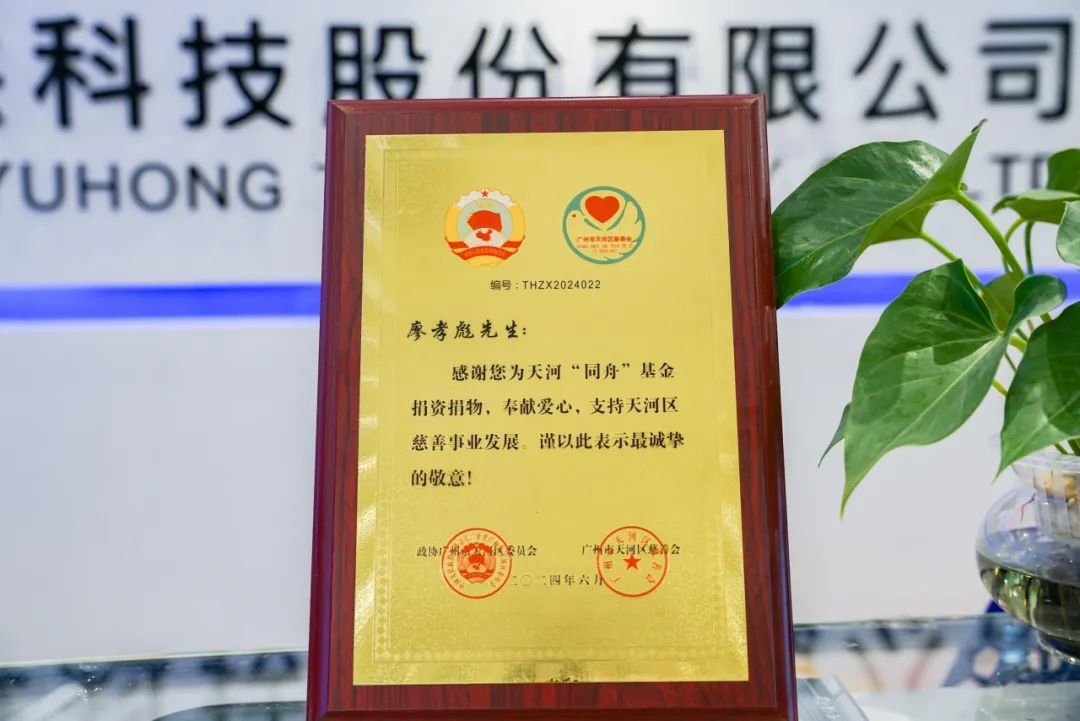 科技股份有限公司
YUHONG
广州市天河区慈善会
编号：THZX2024022
廖孝彪先生：
感谢您为天河“同舟”基金
捐资捐物，奉献爱心，支持天河区
慈善事业发展。谨以此表示最诚挚
的敬意！
政协广州市天河区委员会 广州市天河区慈善会
二〇二四年六月